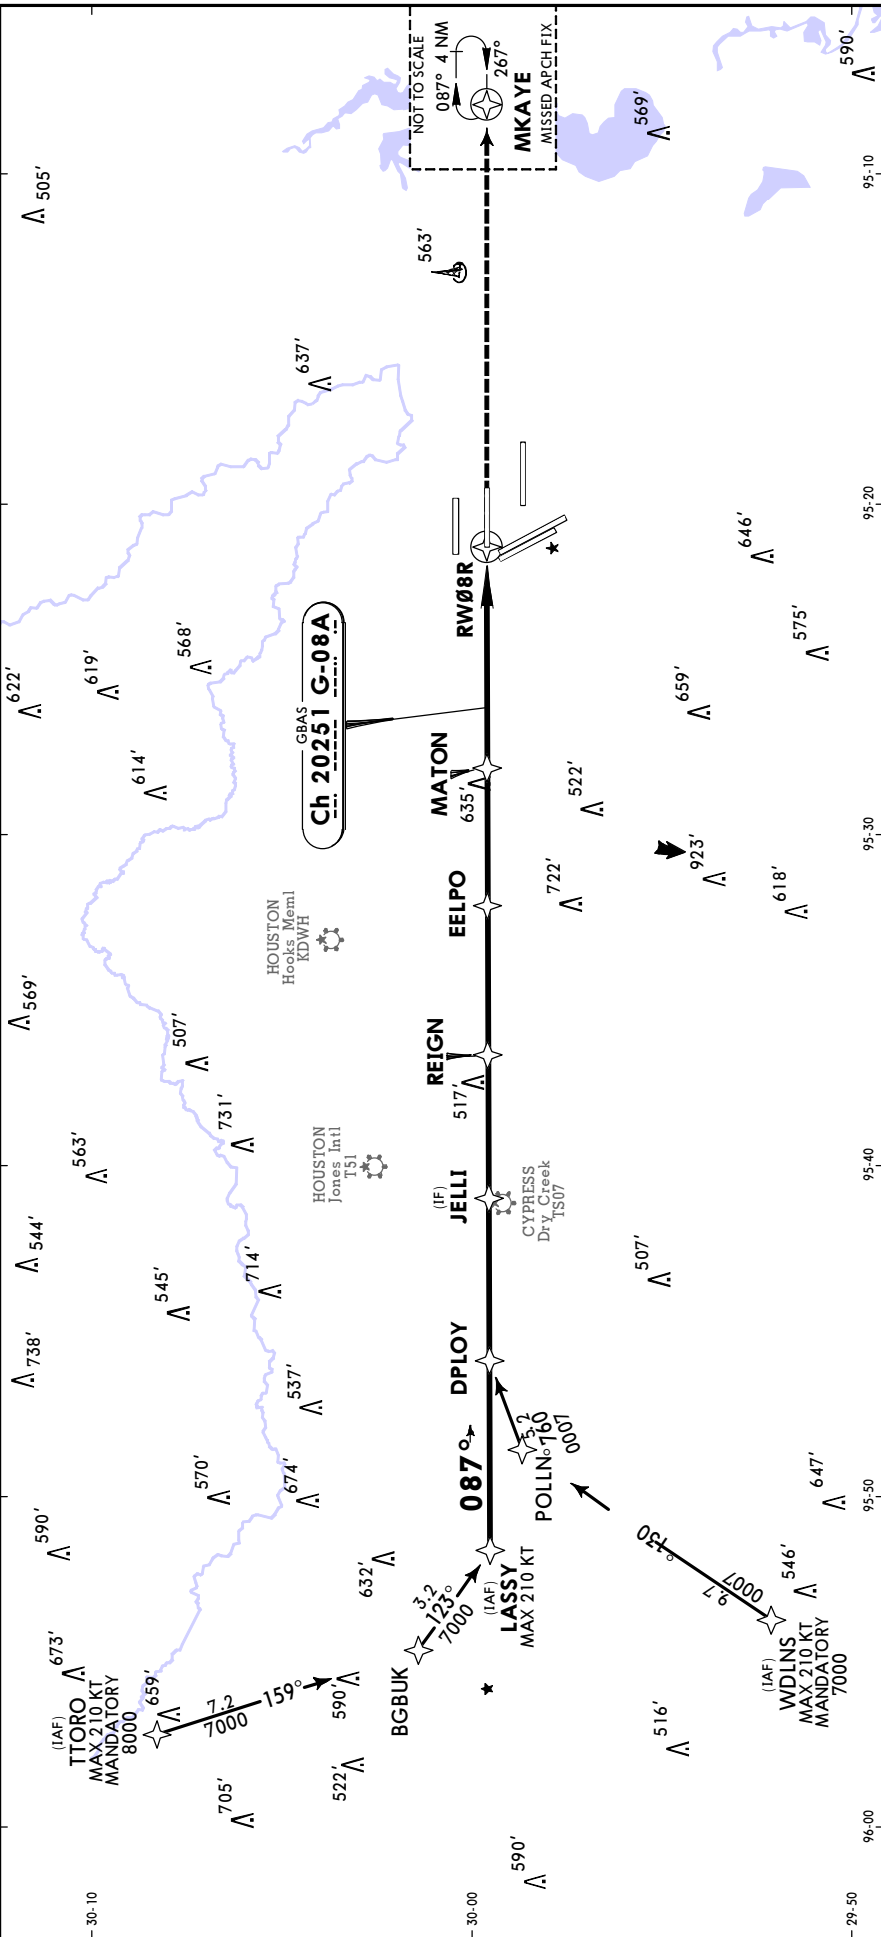 NOT TO SCALE
087° 4 NM
267°
MKAYE
MISSED APCH FIX
590'
569'
95-10
505'
563'
637'
95-20
RWØ8R
646'
575'
622'
619'
568'
GBAS
Ch 20251 G-08A
659'
614'
MATON
635'
522'
95-30
HOUSTON
Hooks Meml
KDWH
EELPO
722'
923'
618'
569'
507'
REIGN
517'
731'
563'
HOUSTON
Jones Intl
T51
95-40
(IF)
JELLI
CYPRESS
Dry Creek
TS07
544'
545'
714'
507'
738'
DPLOY
537'
5.2
097°
7000
POLLN
087°
570'
674'
647'
95-50
590'
632'
(IAF)
LASSY
MAX 210 KT
030°
9.7
7000
546'
3.2
123°
7000
BGBUK
673'
659'
(IAF)
TTORO
MAX 210 KT
MANDATORY
8000
7.2
159°
7000
590'
(IAF)
WDLNS
MAX 210 KT
MANDATORY
7000
516'
522'
705'
96-00
590'
30-10
30-00
29-50